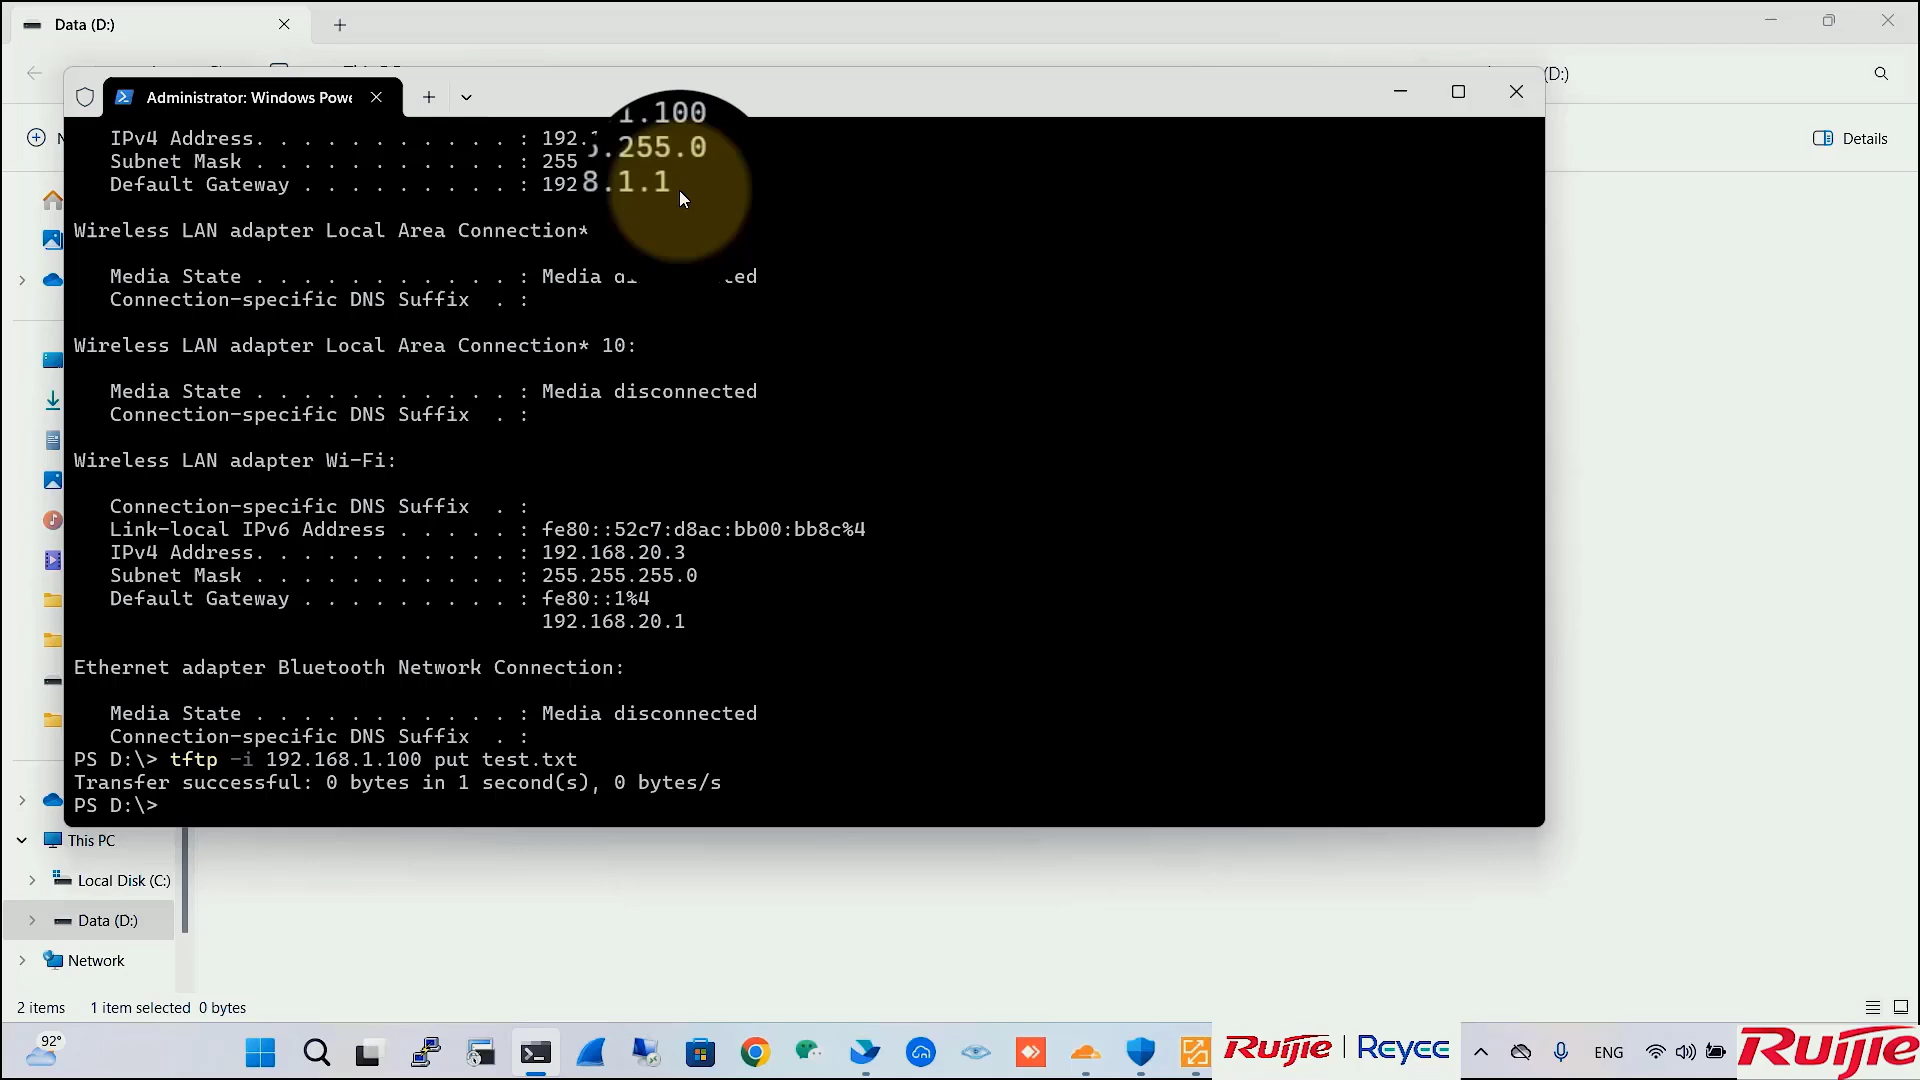 Data (D:)
(D:)
Administrator: Windows Powe
Details
1.100
IPv4 Address. . . . . . . . . . . : 192.1
.255.0
Subnet Mask . . . . . . . . . . . : 255
8.1.1
Default Gateway . . . . . . . . . : 192
Wireless LAN adapter Local Area Connection*
Media State . . . . . . . . . . . : Media
Connection-specific DNS Suffix  . :
Wireless LAN adapter Local Area Connection* 10:
Media State . . . . . . . . . . . : Media disconnected
Connection-specific DNS Suffix  . :
Wireless LAN adapter Wi-Fi:
Connection-specific DNS Suffix  . :
Link-local IPv6 Address . . . . . : fe80::52c7:d8ac:bb00:bb8c%4
IPv4 Address. . . . . . . . . . . : 192.168.20.3
Subnet Mask . . . . . . . . . . . : 255.255.255.0
Default Gateway . . . . . . . . . : fe80::1%4
192.168.20.1
Ethernet adapter Bluetooth Network Connection:
Media State . . . . . . . . . . . : Media disconnected
Connection-specific DNS Suffix  . :
PS D:\> tftp -i 192.168.1.100 put test.txt
Transfer successful: 0 bytes in 1 second(s), 0 bytes/s
PS D:\>
This PC
Local Disk (C:)
Data (D:)
Network
2 items  1 item selected  0 bytes
92°
Ruijie | Reyee
ENG
Ruijie